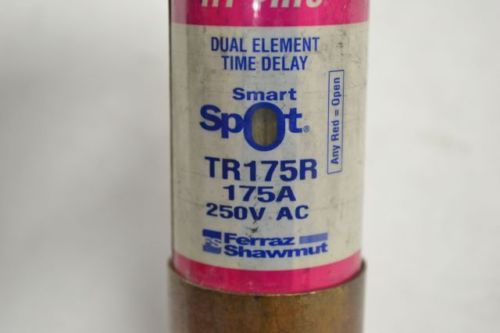 DUAL ELEMENT
TIME DELAY
Smart
Spot®
TR175R
175A
250V AC
Ferraz
Shawmut
Any Red = Open